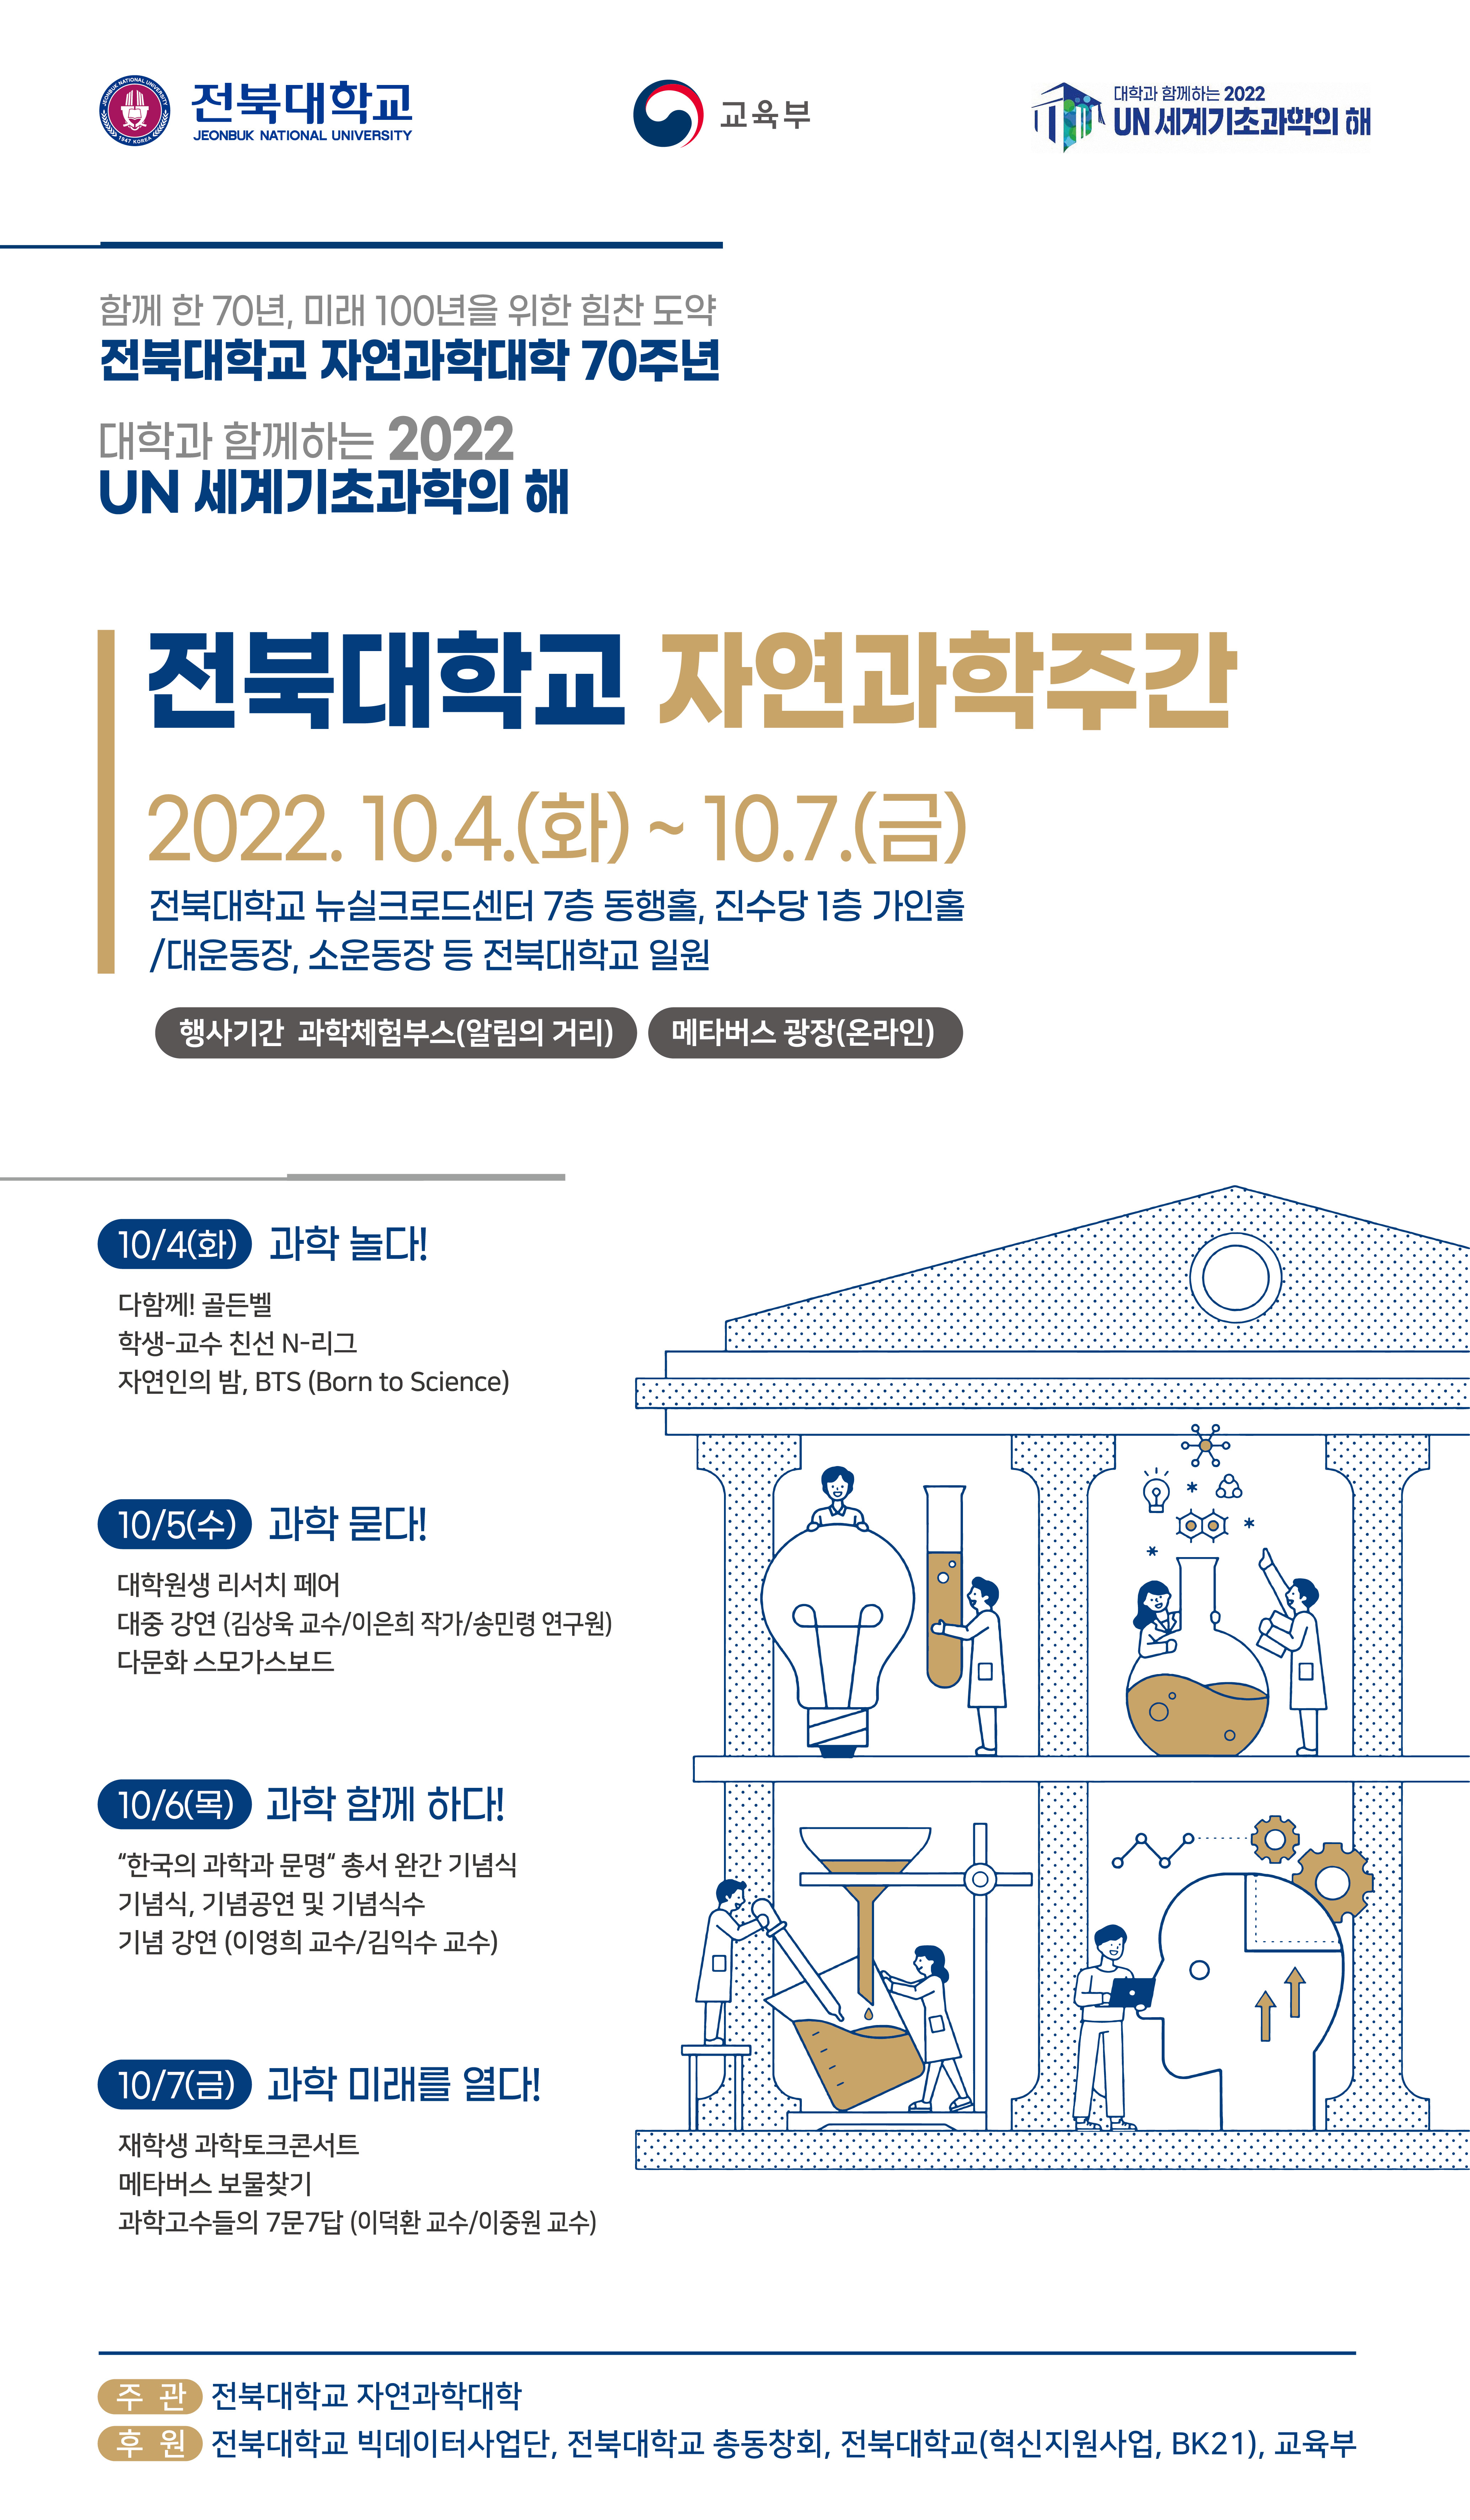 전북대학교
JEONBUK NATIONAL UNIVERSITY
JEONBUK NATIONAL UNIVERSITY
1947 KOREA
교육부
대학과 함께하는 2022
UN 세계기초과학의 해
함께 한 70년, 미래 100년을 위한 힘찬 도약
전북대학교 자연과학대학 70주년
대학과 함께하는 2022
UN 세계기초과학의 해
전북대학교 자연과학주간
2022. 10.4.(화) ~ 10.7.(금)
전북대학교 뉴실크로드센터 7층 동행홀, 진수당 1층 가인홀
/대운동장, 소운동장 등 전북대학교 일원
행사기간 과학체험부스(알림의 거리)
메타버스 광장(온라인)
10/4(화) 과학 놀다!
다함께! 골든벨
학생-교수 친선 N-리그
자연인의 밤, BTS (Born to Science)
10/5(수) 과학 묻다!
대학원생 리서치 페어
대중 강연 (김상욱 교수/이은희 작가/송민령 연구원)
다문화 스모가스보드
10/6(목) 과학 함께 하다!
“한국의 과학과 문명“ 총서 완간 기념식
기념식, 기념공연 및 기념식수
기념 강연 (이영희 교수/김익수 교수)
10/7(금) 과학 미래를 열다!
재학생 과학토크콘서트
메타버스 보물찾기
과학고수들의 7문7답 (이덕환 교수/이중원 교수)
주 관 전북대학교 자연과학대학
후 원 전북대학교 빅데이터사업단, 전북대학교 총동창회, 전북대학교(혁신지원사업, BK21), 교육부